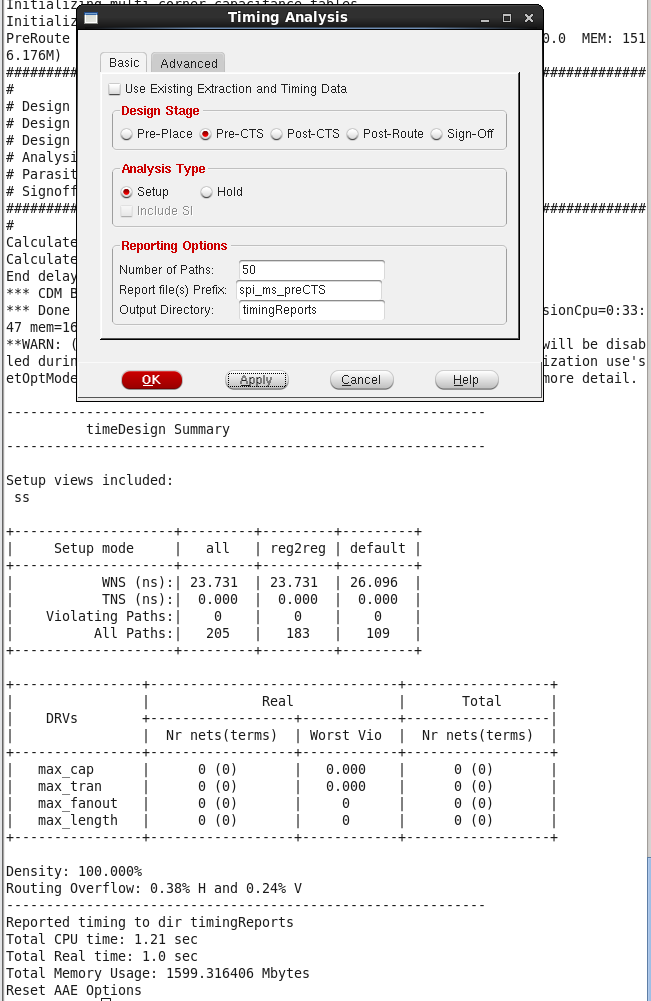 Initializing multi-corner capacitance tables
Initializ
PreRoute
0.0  MEM: 151
6.176M)
################################################################################
#
# Design
# Design
# Design
# Analysi
# Parasit
# Signoff
################################################################################
#
Calculate
Calculate
End delay
*** CDM B
*** Done
sionCpu=0:33:
47 mem=16
**WARN: (
will be disab
led durin
ization use's
etOptMode
more detail.
Timing Analysis
Basic
Advanced
Use Existing Extraction and Timing Data
Design Stage
Pre-Place Pre-CTS Post-CTS Post-Route Sign-Off
Analysis Type
Setup Hold
Include SI
Reporting Options
Number of Paths: 50
Report file(s) Prefix: spi_ms_preCTS
Output Directory: timingReports
OK Apply Cancel Help
------------------------------------------------------------
          timeDesign Summary
------------------------------------------------------------
Setup views included:
 ss
+--------------------+---------+---------+---------+
|     Setup mode     |   all   | reg2reg | default |
+--------------------+---------+---------+---------+
|           WNS (ns):| 23.731  | 23.731  | 26.096  |
|           TNS (ns):|  0.000  |  0.000  |  0.000  |
|    Violating Paths:|    0    |    0    |    0    |
|          All Paths:|   205   |   183   |   109   |
+--------------------+---------+---------+---------+
+----------------+-------------------------------+------------------+
|                |              Real             |       Total      |
|    DRVs        +------------------+------------+------------------|
|                |  Nr nets(terms)  | Worst Vio  |  Nr nets(terms)  |
+----------------+------------------+------------+------------------+
|   max_cap      |      0 (0)       |   0.000    |      0 (0)       |
|   max_tran     |      0 (0)       |   0.000    |      0 (0)       |
|   max_fanout   |      0 (0)       |     0      |      0 (0)       |
|   max_length   |      0 (0)       |     0      |      0 (0)       |
+----------------+------------------+------------+------------------+
Density: 100.000%
Routing Overflow: 0.38% H and 0.24% V
------------------------------------------------------------
Reported timing to dir timingReports
Total CPU time: 1.21 sec
Total Real time: 1.0 sec
Total Memory Usage: 1599.316406 Mbytes
Reset AAE Options